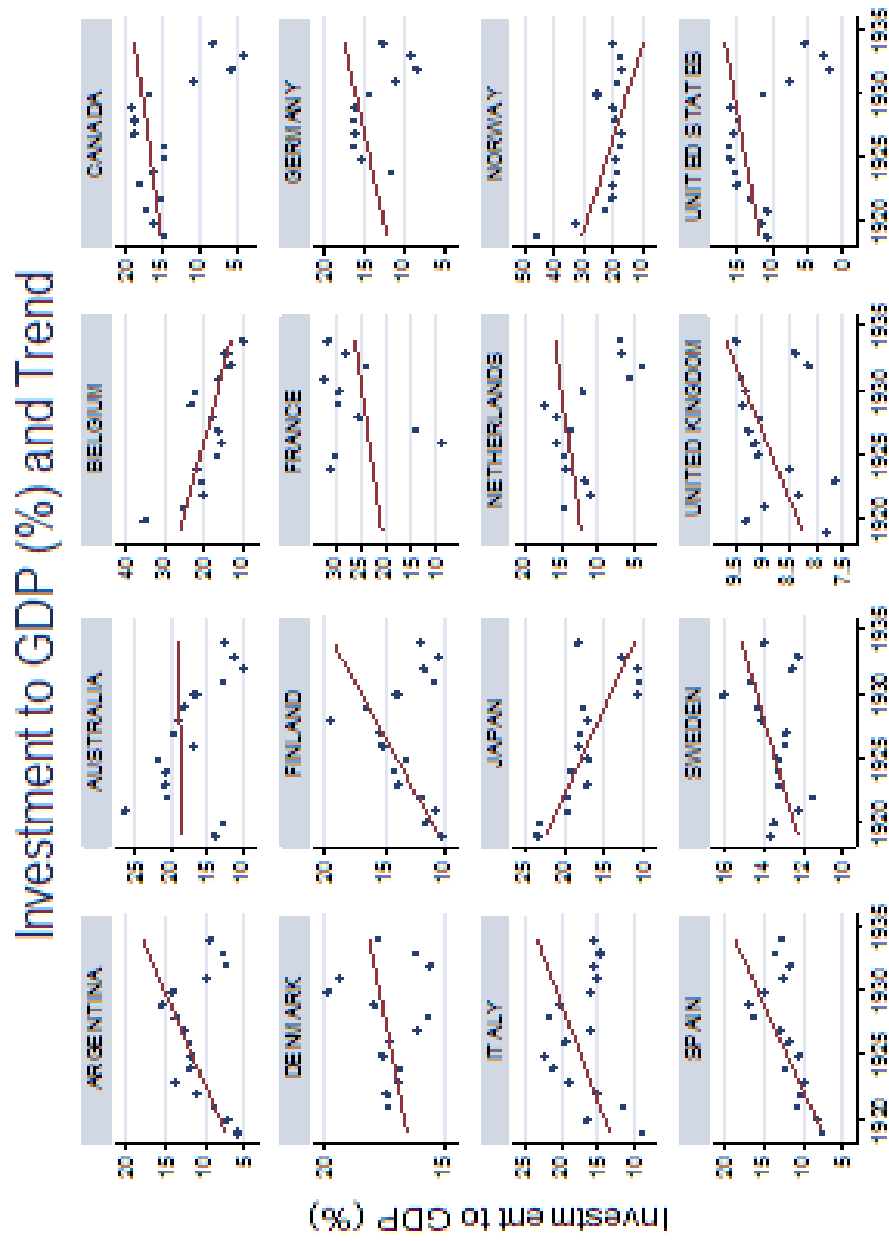 Investment to GDP (%) and Trend
ARGENTINA
20
15
10
5
AUSTRALIA
25
20
15
10
BELGIUM
40
30
20
10
CANADA
20
15
10
5
DENMARK
20
15
FINLAND
20
15
10
FRANCE
30
25
20
15
10
GERMANY
20
15
10
5
ITALY
25
20
15
10
JAPAN
25
20
15
10
NETHERLANDS
20
15
10
5
NORWAY
50
40
30
20
10
SPAIN
20
15
10
5
SWEDEN
16
14
12
10
UNITED KINGDOM
9.5
9
8.5
8
7.5
UNITED STATES
15
10
5
0
1920 1925 1930 1935
1920 1925 1930 1935
1920 1925 1930 1935
1920 1925 1930 1935
Investment to GDP (%)